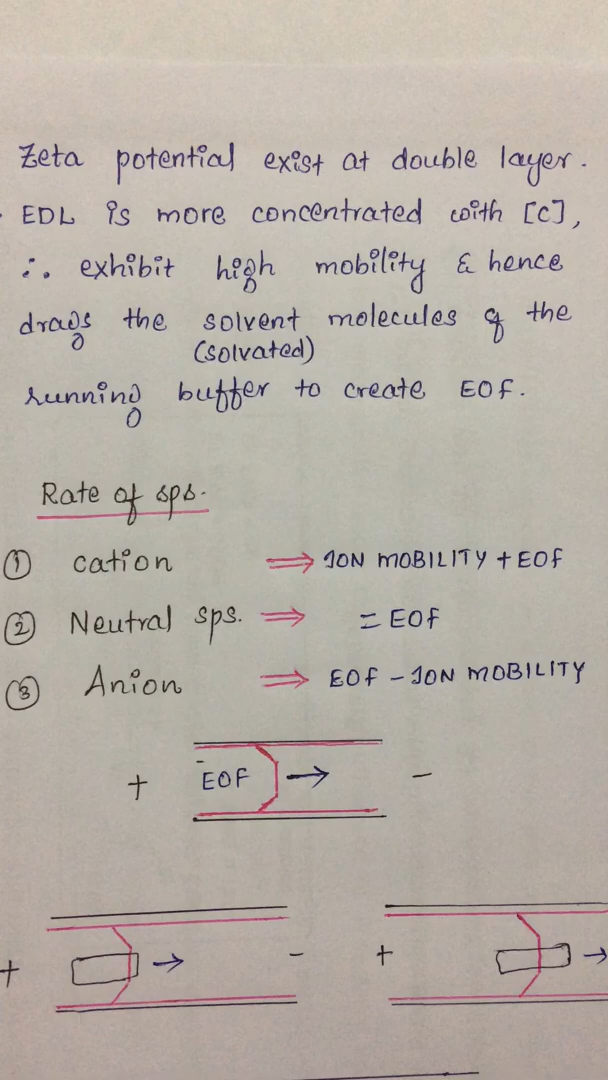 Zeta potential exist at double layer.
EDL is more concentrated with [c],
∴ exhibit high mobility & hence
drags the solvent molecules of the
(solvated)
running buffer to create EOF.
Rate of sps.
① cation ⇒ ION MOBILITY + EOF
② Neutral sps. ⇒ = EOF
③ Anion ⇒ EOF - ION MOBILITY
+ EOF → -
+ → - + →